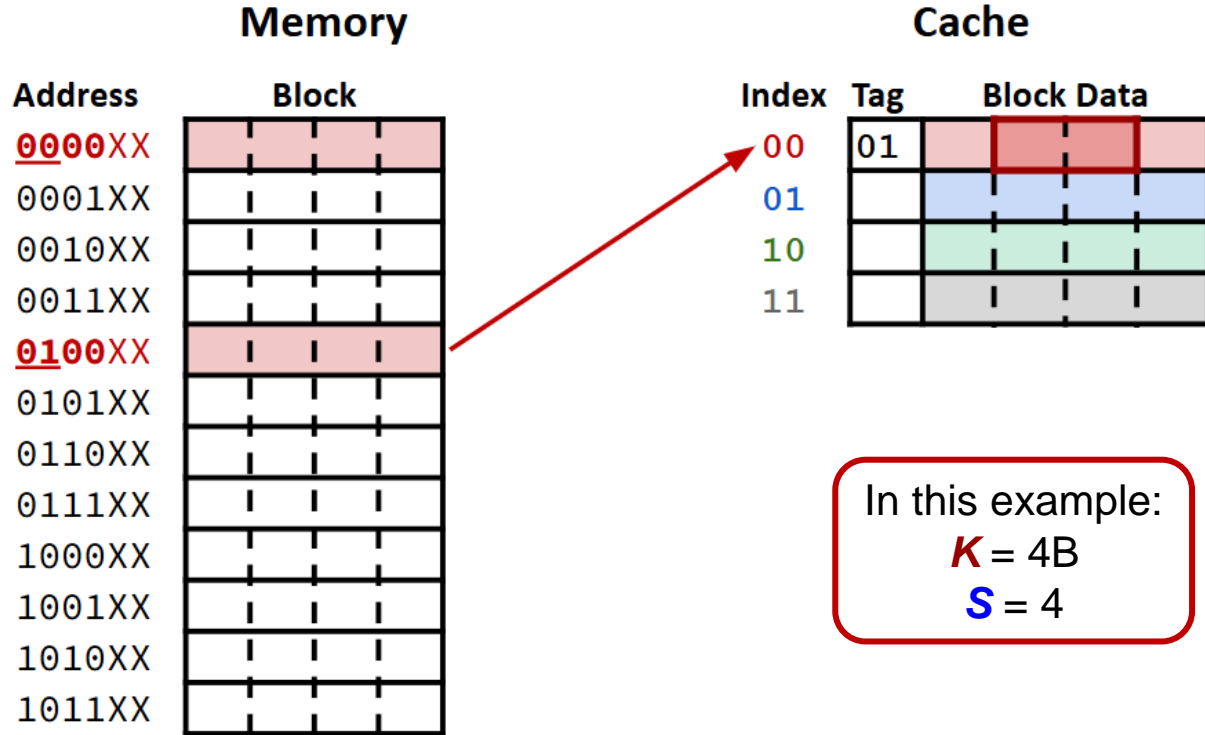 Memory
Cache
Address Block
Index Tag Block Data
0000XX
00 01
0001XX
01
0010XX
10
0011XX
11
0100XX
0101XX
0110XX
0111XX
1000XX
1001XX
1010XX
1011XX
In this example:
K = 4B
S = 4